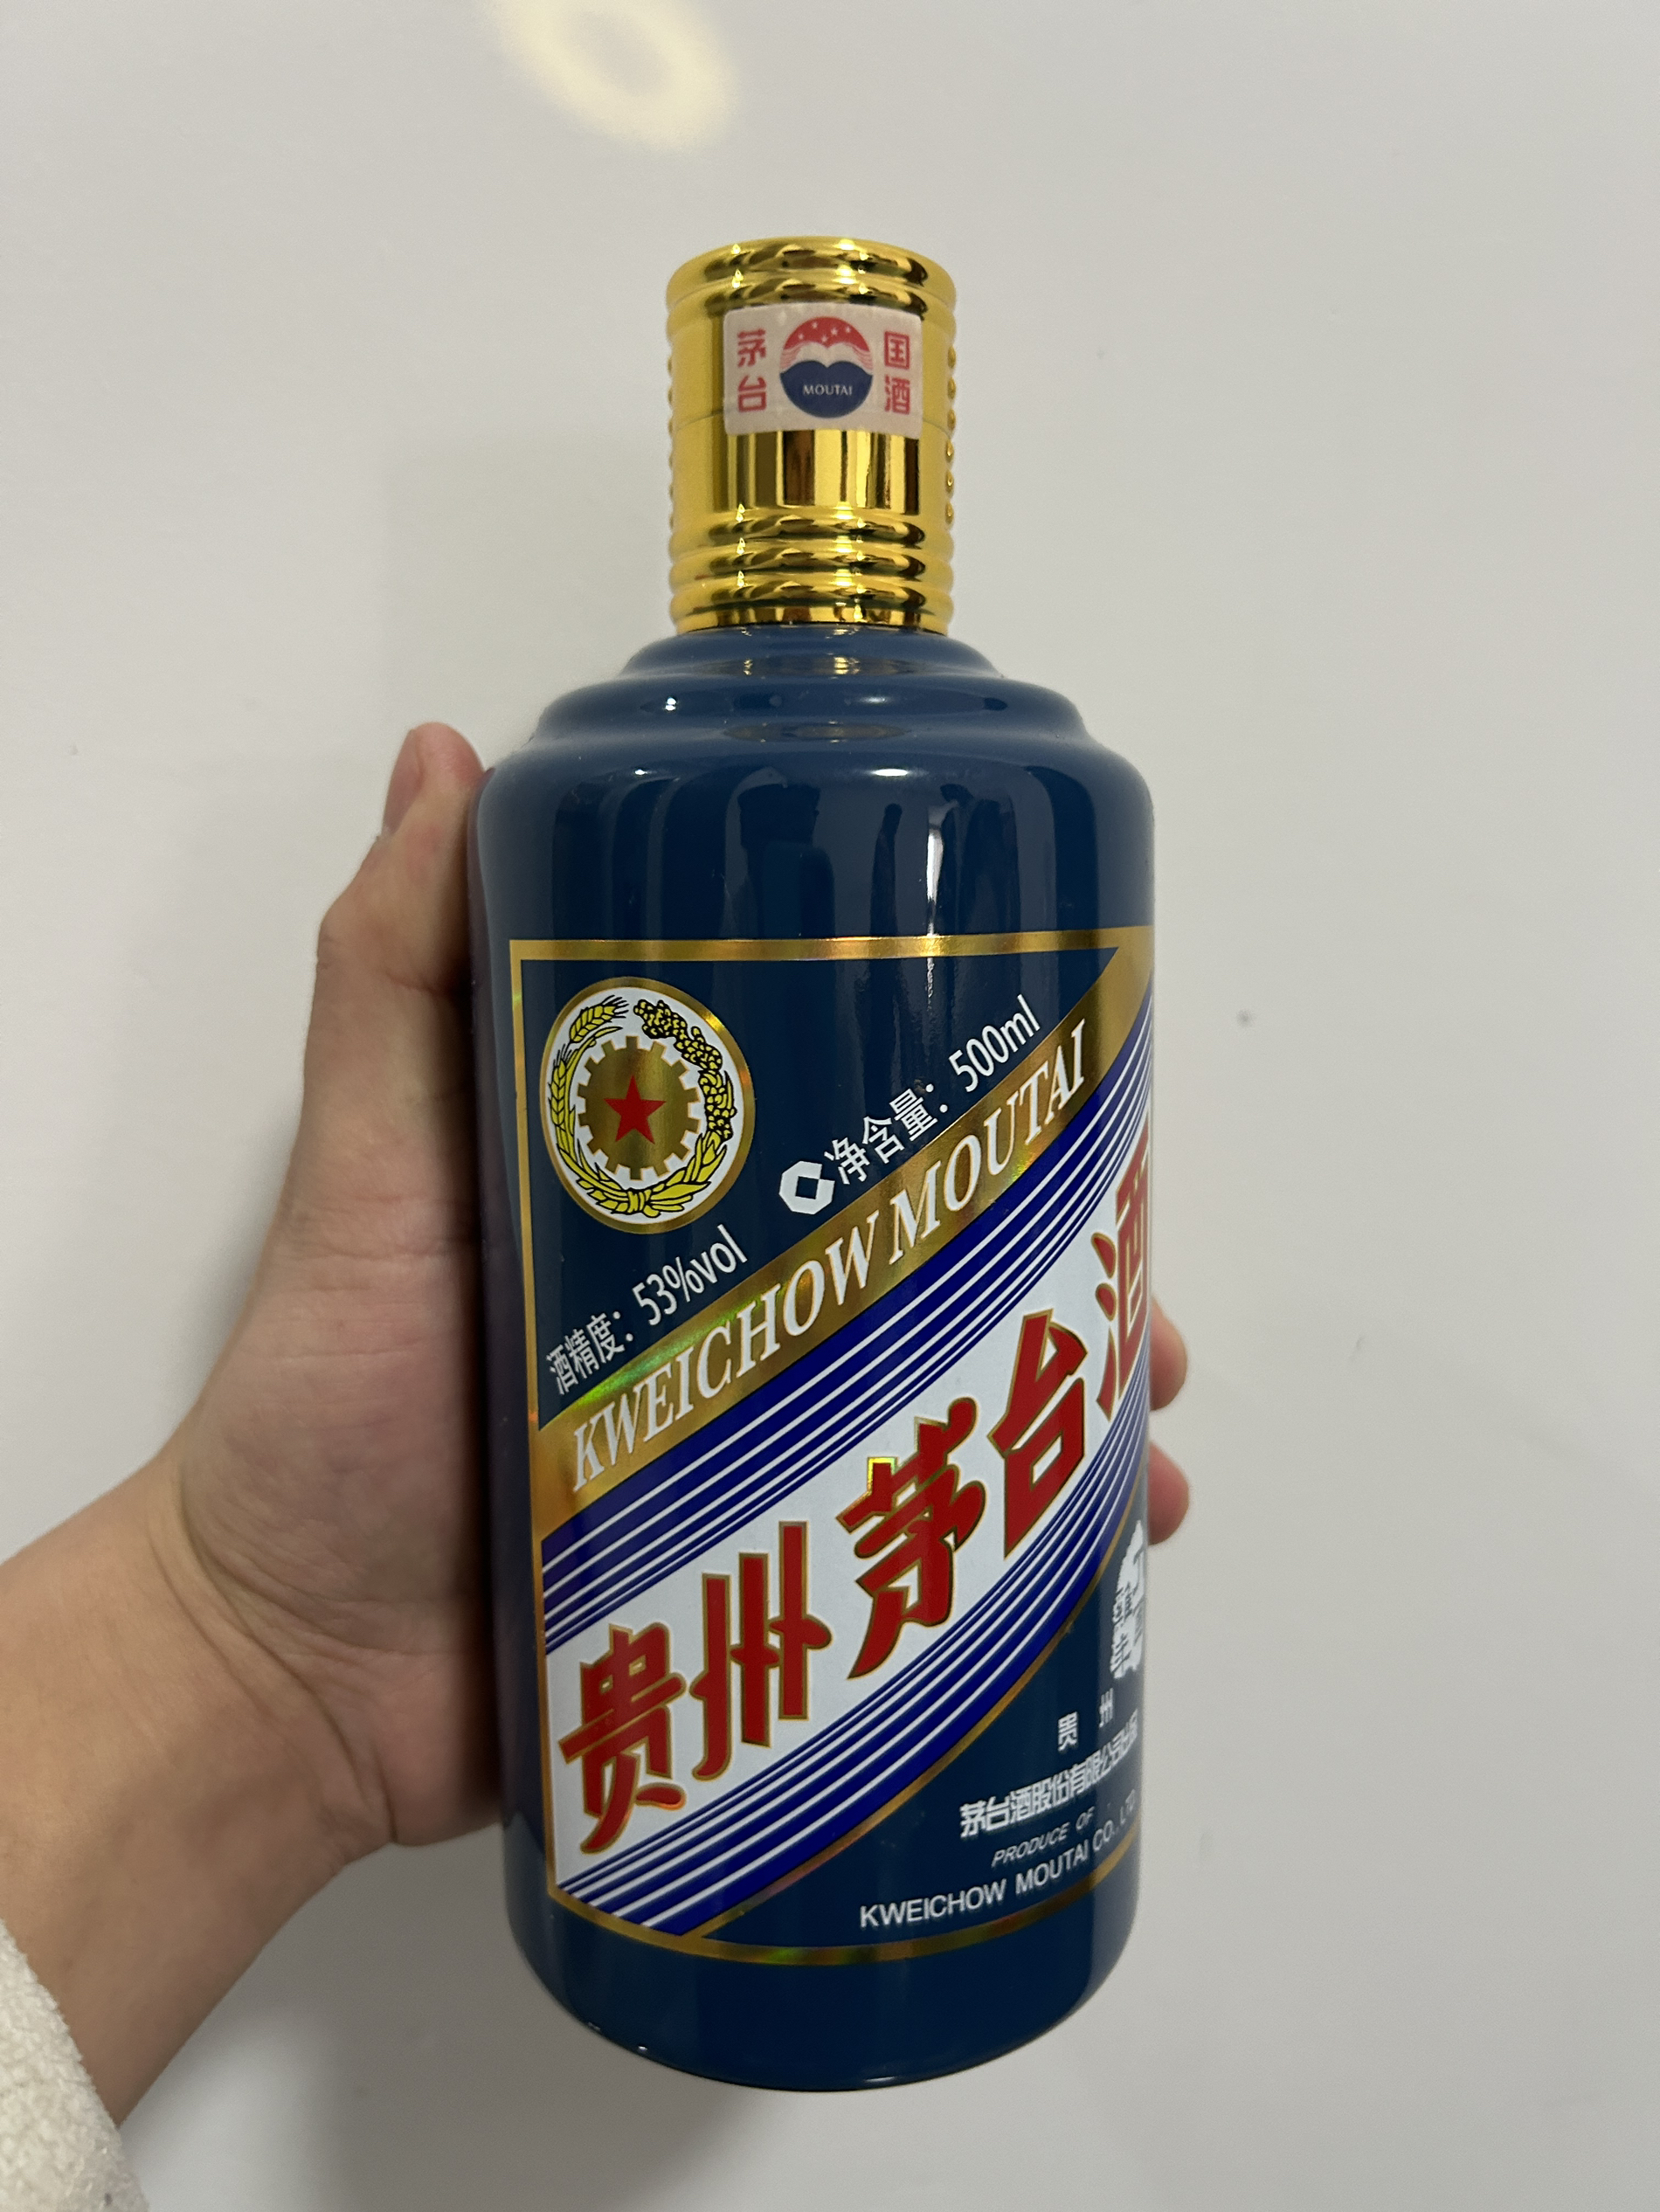 国酒
MOUTAI
茅台
净含量：500ml
酒精度：53%vol
KWEICHOW MOUTAI
贵州茅台酒
贵州
茅台酒股份有限公司出品
PRODUCE OF
KWEICHOW MOUTAI CO., LTD